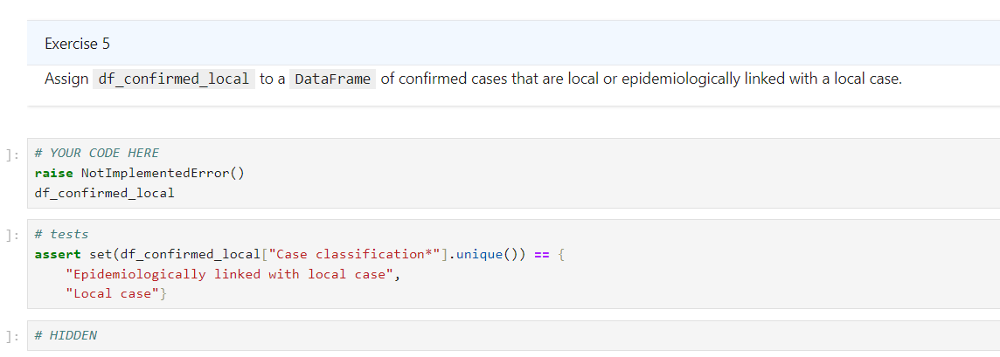 Exercise 5
Assign df_confirmed_local to a DataFrame of confirmed cases that are local or epidemiologically linked with a local case.
]: # YOUR CODE HERE
raise NotImplementedError()
df_confirmed_local
]: # tests
assert set(df_confirmed_local["Case classification*"].unique()) == {
"Epidemiologically linked with local case",
"Local case"}
]: # HIDDEN